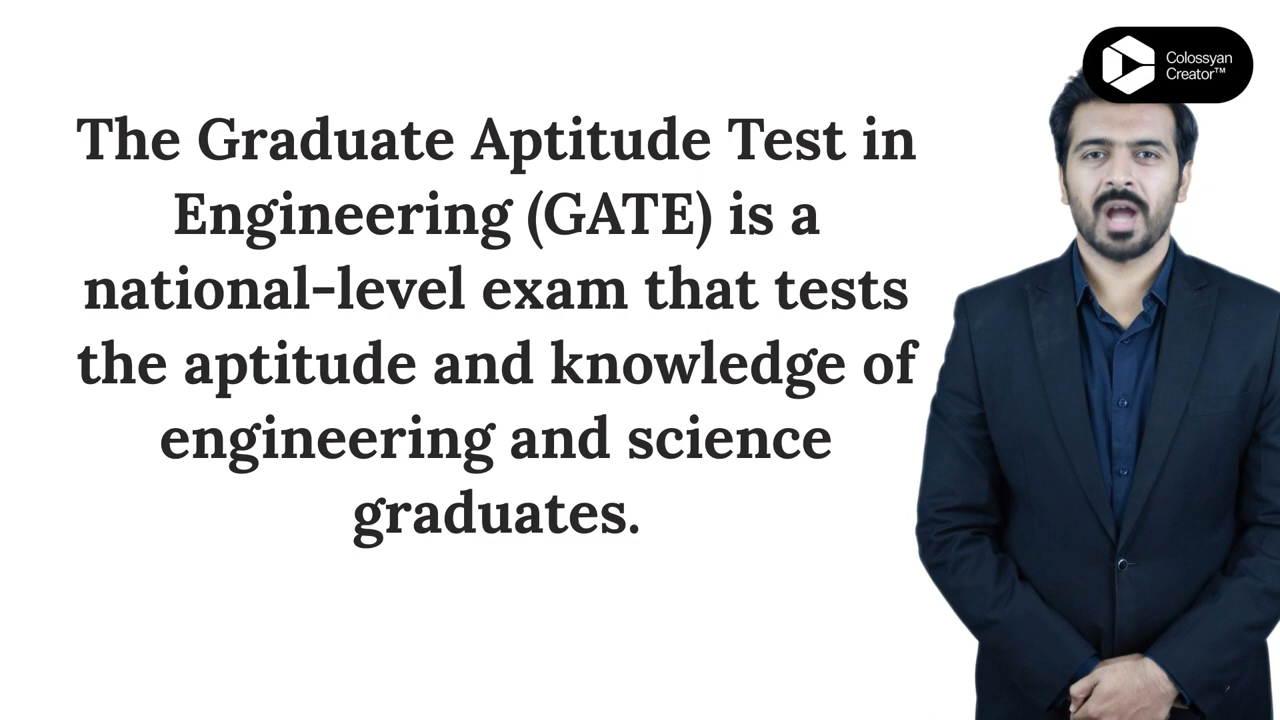 The Graduate Aptitude Test in
Engineering (GATE) is a
national-level exam that tests
the aptitude and knowledge of
engineering and science
graduates.
Colossyan
Creator™